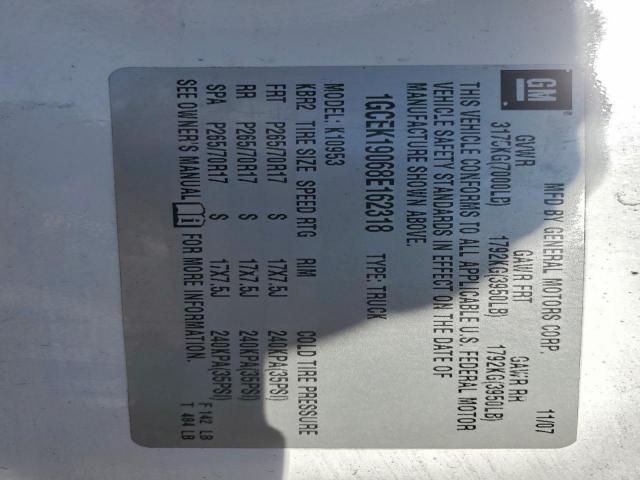 GM
MFD BY GENERAL MOTORS CORP. 11/07
GVWR GAWR FRT GAWR RR
3175KG(7000LB) 1792KG(3950LB) 1792KG(3950LB)
THIS VEHICLE CONFORMS TO ALL APPLICABLE U.S. FEDERAL MOTOR
VEHICLE SAFETY STANDARDS IN EFFECT ON THE DATE OF
MANUFACTURE SHOWN ABOVE.
1GCEK19068E162318 TYPE: TRUCK
MODEL: K10953
KBR2 TIRE SIZE SPEED RTG RIM COLD TIRE PRESSURE
FRT P265/70R17 S 17X7.5J 240KPA(35PSI)
RR P265/70R17 S 17X7.5J 240KPA(35PSI)
SPA P265/70R17 S 17X7.5J 240KPA(35PSI)
SEE OWNER'S MANUAL FOR MORE INFORMATION.
F 142 LB
T 484 LB